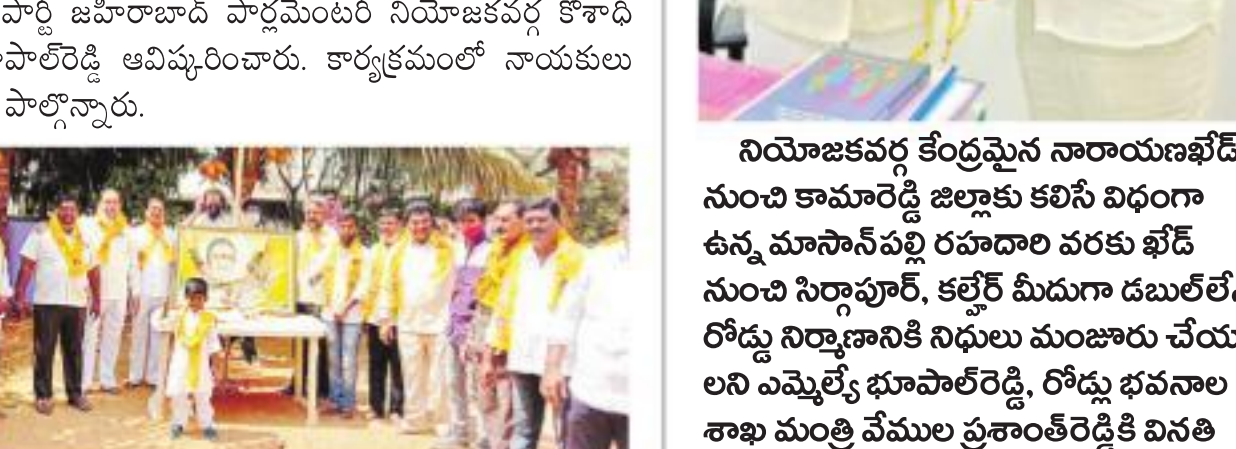 పార్టీ జహీరాబాద్ పార్లమెంటరీ నియోజకవర్గ కోశాధి
పాల్‌రెడ్డి ఆవిష్కరించారు. కార్యక్రమంలో నాయకులు
పాల్గొన్నారు.
నియోజకవర్గ కేంద్రమైన నారాయణఖేడ్
నుంచి కామారెడ్డి జిల్లాకు కలిసే విధంగా
ఉన్న మాసాన్‌పల్లి రహదారి వరకు ఖేడ్
నుంచి సిర్గాపూర్, కల్హేర్ మీదుగా డబుల్‌లే
రోడ్డు నిర్మాణానికి నిధులు మంజూరు చేయా
లని ఎమ్మెల్యే భూపాల్‌రెడ్డి, రోడ్లు భవనాల
శాఖ మంత్రి వేముల ప్రశాంత్‌రెడ్డికి వినతి